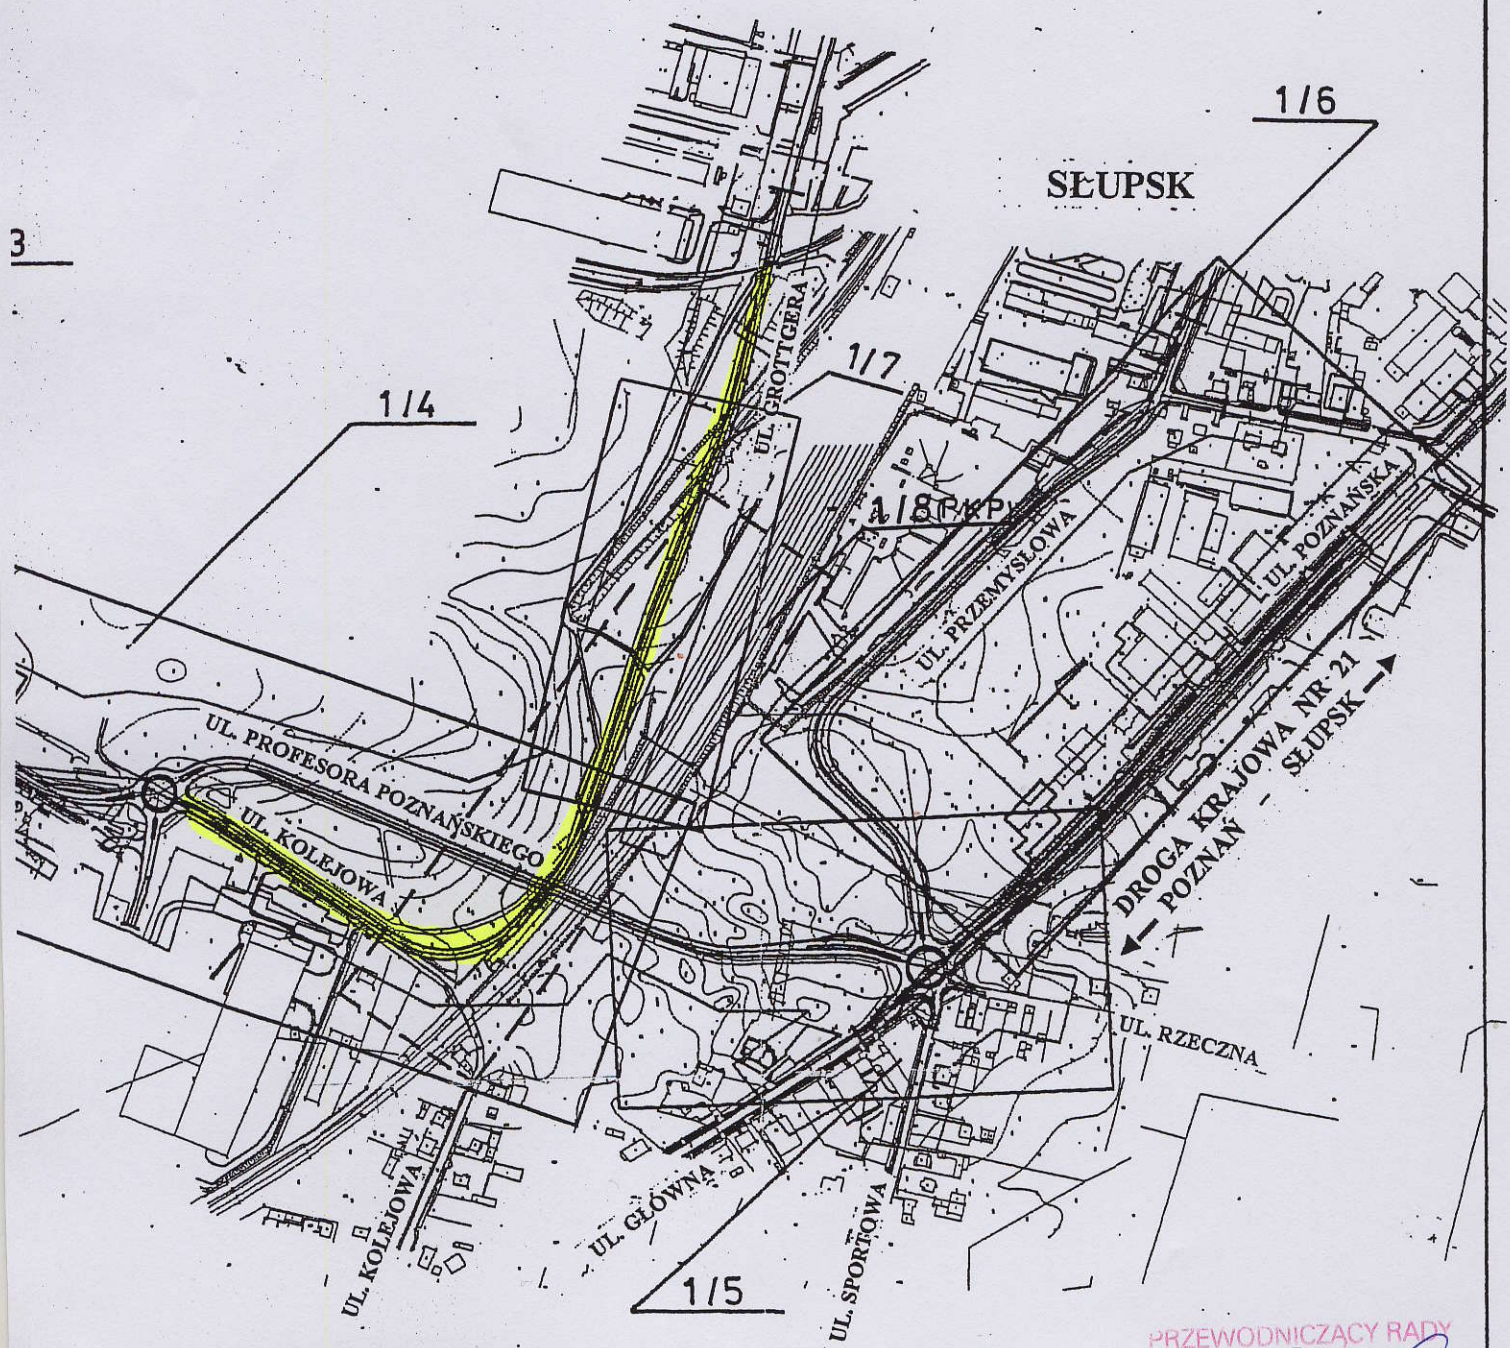 1/6
SŁUPSK
3
UL. GROTTGERA
1/7
1/4
1/8(PKP)
UL. PRZEMYSŁOWA
UL. POZNAŃSKA
DROGA KRAJOWA NR 21
← POZNAŃ - SŁUPSK →
UL. PROFESORA POZNAŃSKIEGO
UL. KOLEJOWA
UL. RZECZNA
UL. KOLEJOWA
UL. GŁÓWNA
UL. SPORTOWA
1/5
PRZEWODNICZĄCY RADY